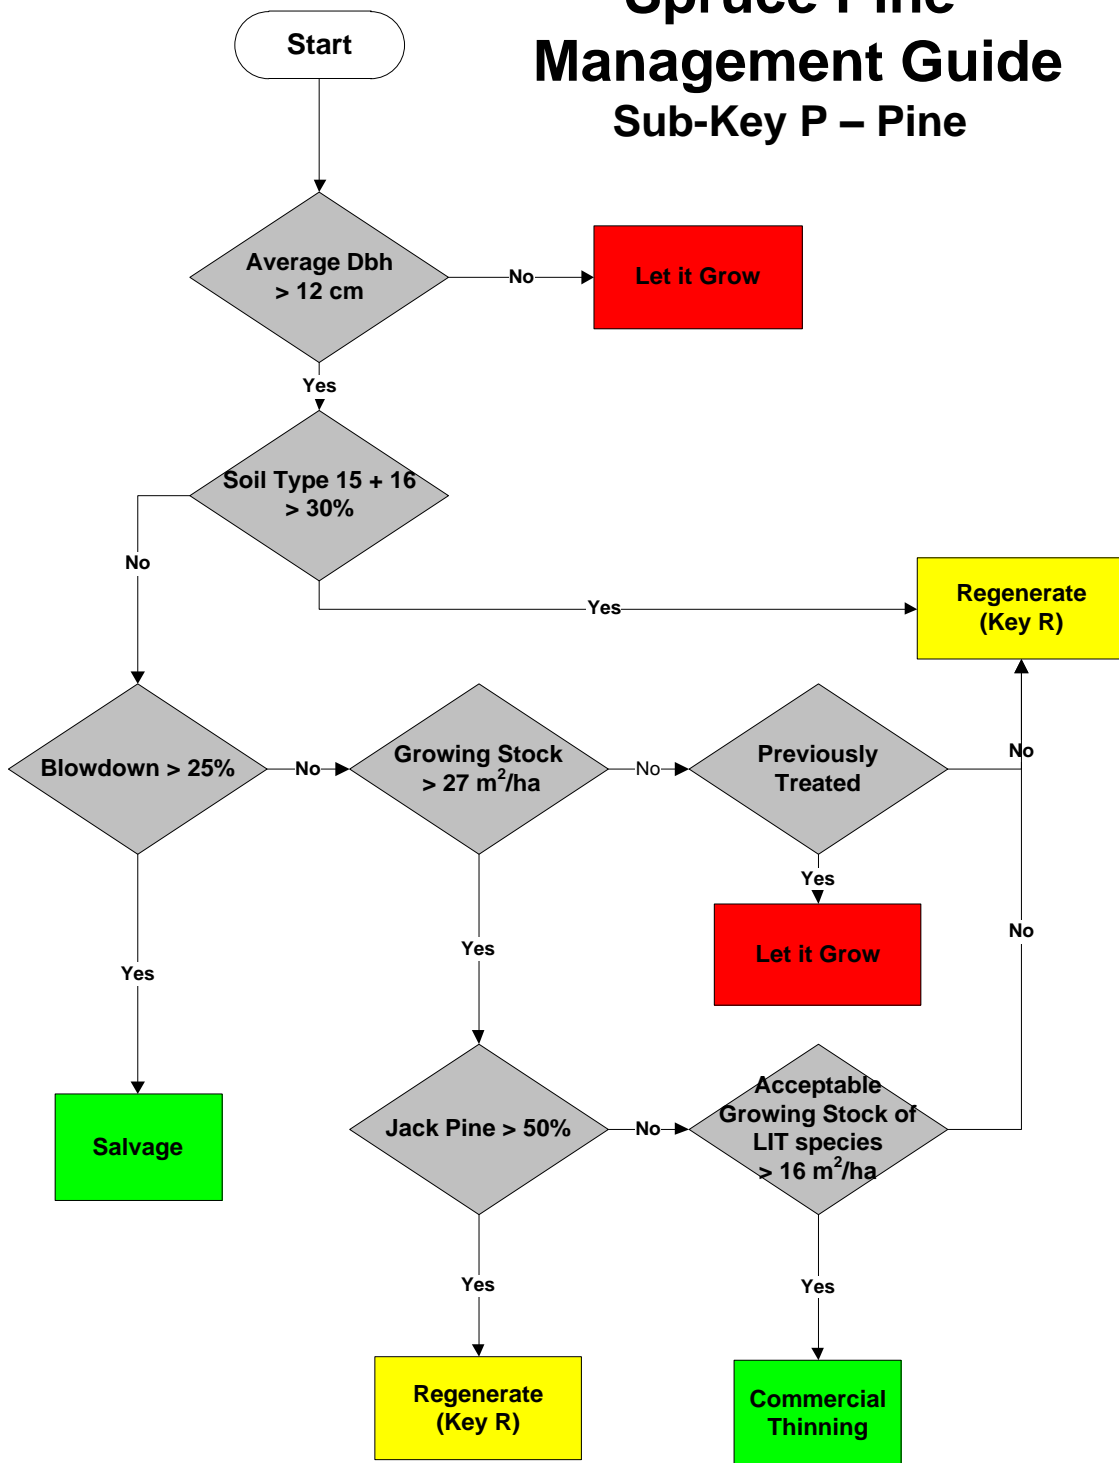 Spruce Pine
Management Guide
Sub-Key P – Pine
Start
Average Dbh
> 12 cm
No
Let it Grow
Yes
Soil Type 15 + 16
> 30%
No
Yes
Regenerate
(Key R)
Blowdown > 25%
No
Growing Stock
> 27 m²/ha
No
Previously
Treated
No
Yes
Let it Grow
Yes
Yes
No
Salvage
Jack Pine > 50%
No
Acceptable
Growing Stock of
LIT species
> 16 m²/ha
Yes
Yes
Regenerate
(Key R)
Commercial
Thinning